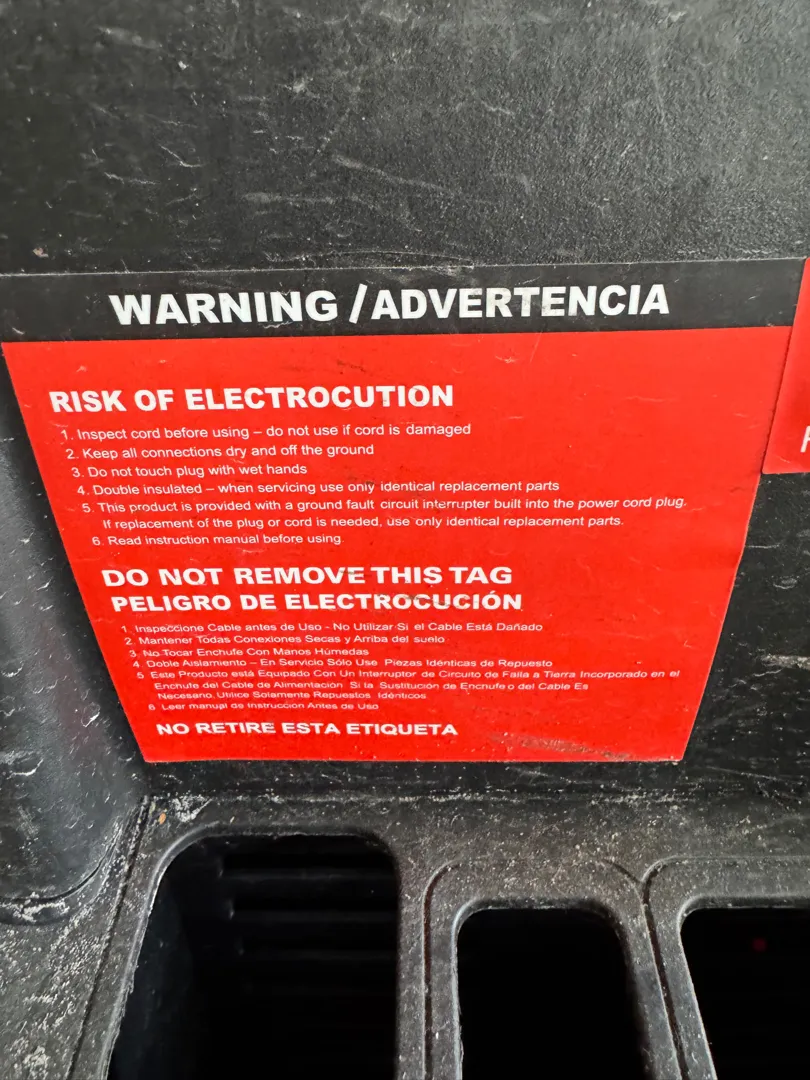 WARNING / ADVERTENCIA
RISK OF ELECTROCUTION
1. Inspect cord before using – do not use if cord is damaged
2. Keep all connections dry and off the ground
3. Do not touch plug with wet hands
4. Double insulated – when servicing use only identical replacement parts
5. This product is provided with a ground fault circuit interrupter built into the power cord plug.
If replacement of the plug or cord is needed, use only identical replacement parts.
6. Read instruction manual before using.
DO NOT REMOVE THIS TAG
PELIGRO DE ELECTROCUCIÓN
1. Inspeccione Cable antes de Uso - No Utilizar Si el Cable Está Dañado
2. Mantener Todas Conexiones Secas y Arriba del suelo
3. No Tocar Enchufe Con Manos Húmedas
4. Doble Aislamiento – En Servicio Sólo Use Piezas Idénticas de Repuesto
5. Este Producto está Equipado Con Un Interruptor de Circuito de Falla a Tierra Incorporado en el
Enchufe del Cable de Alimentación. Si la Sustitución de Enchufe o del Cable Es
Necesario, Utilice Solamente Repuestos Idénticos.
6. Leer manual de Instrucción Antes de Uso
NO RETIRE ESTA ETIQUETA